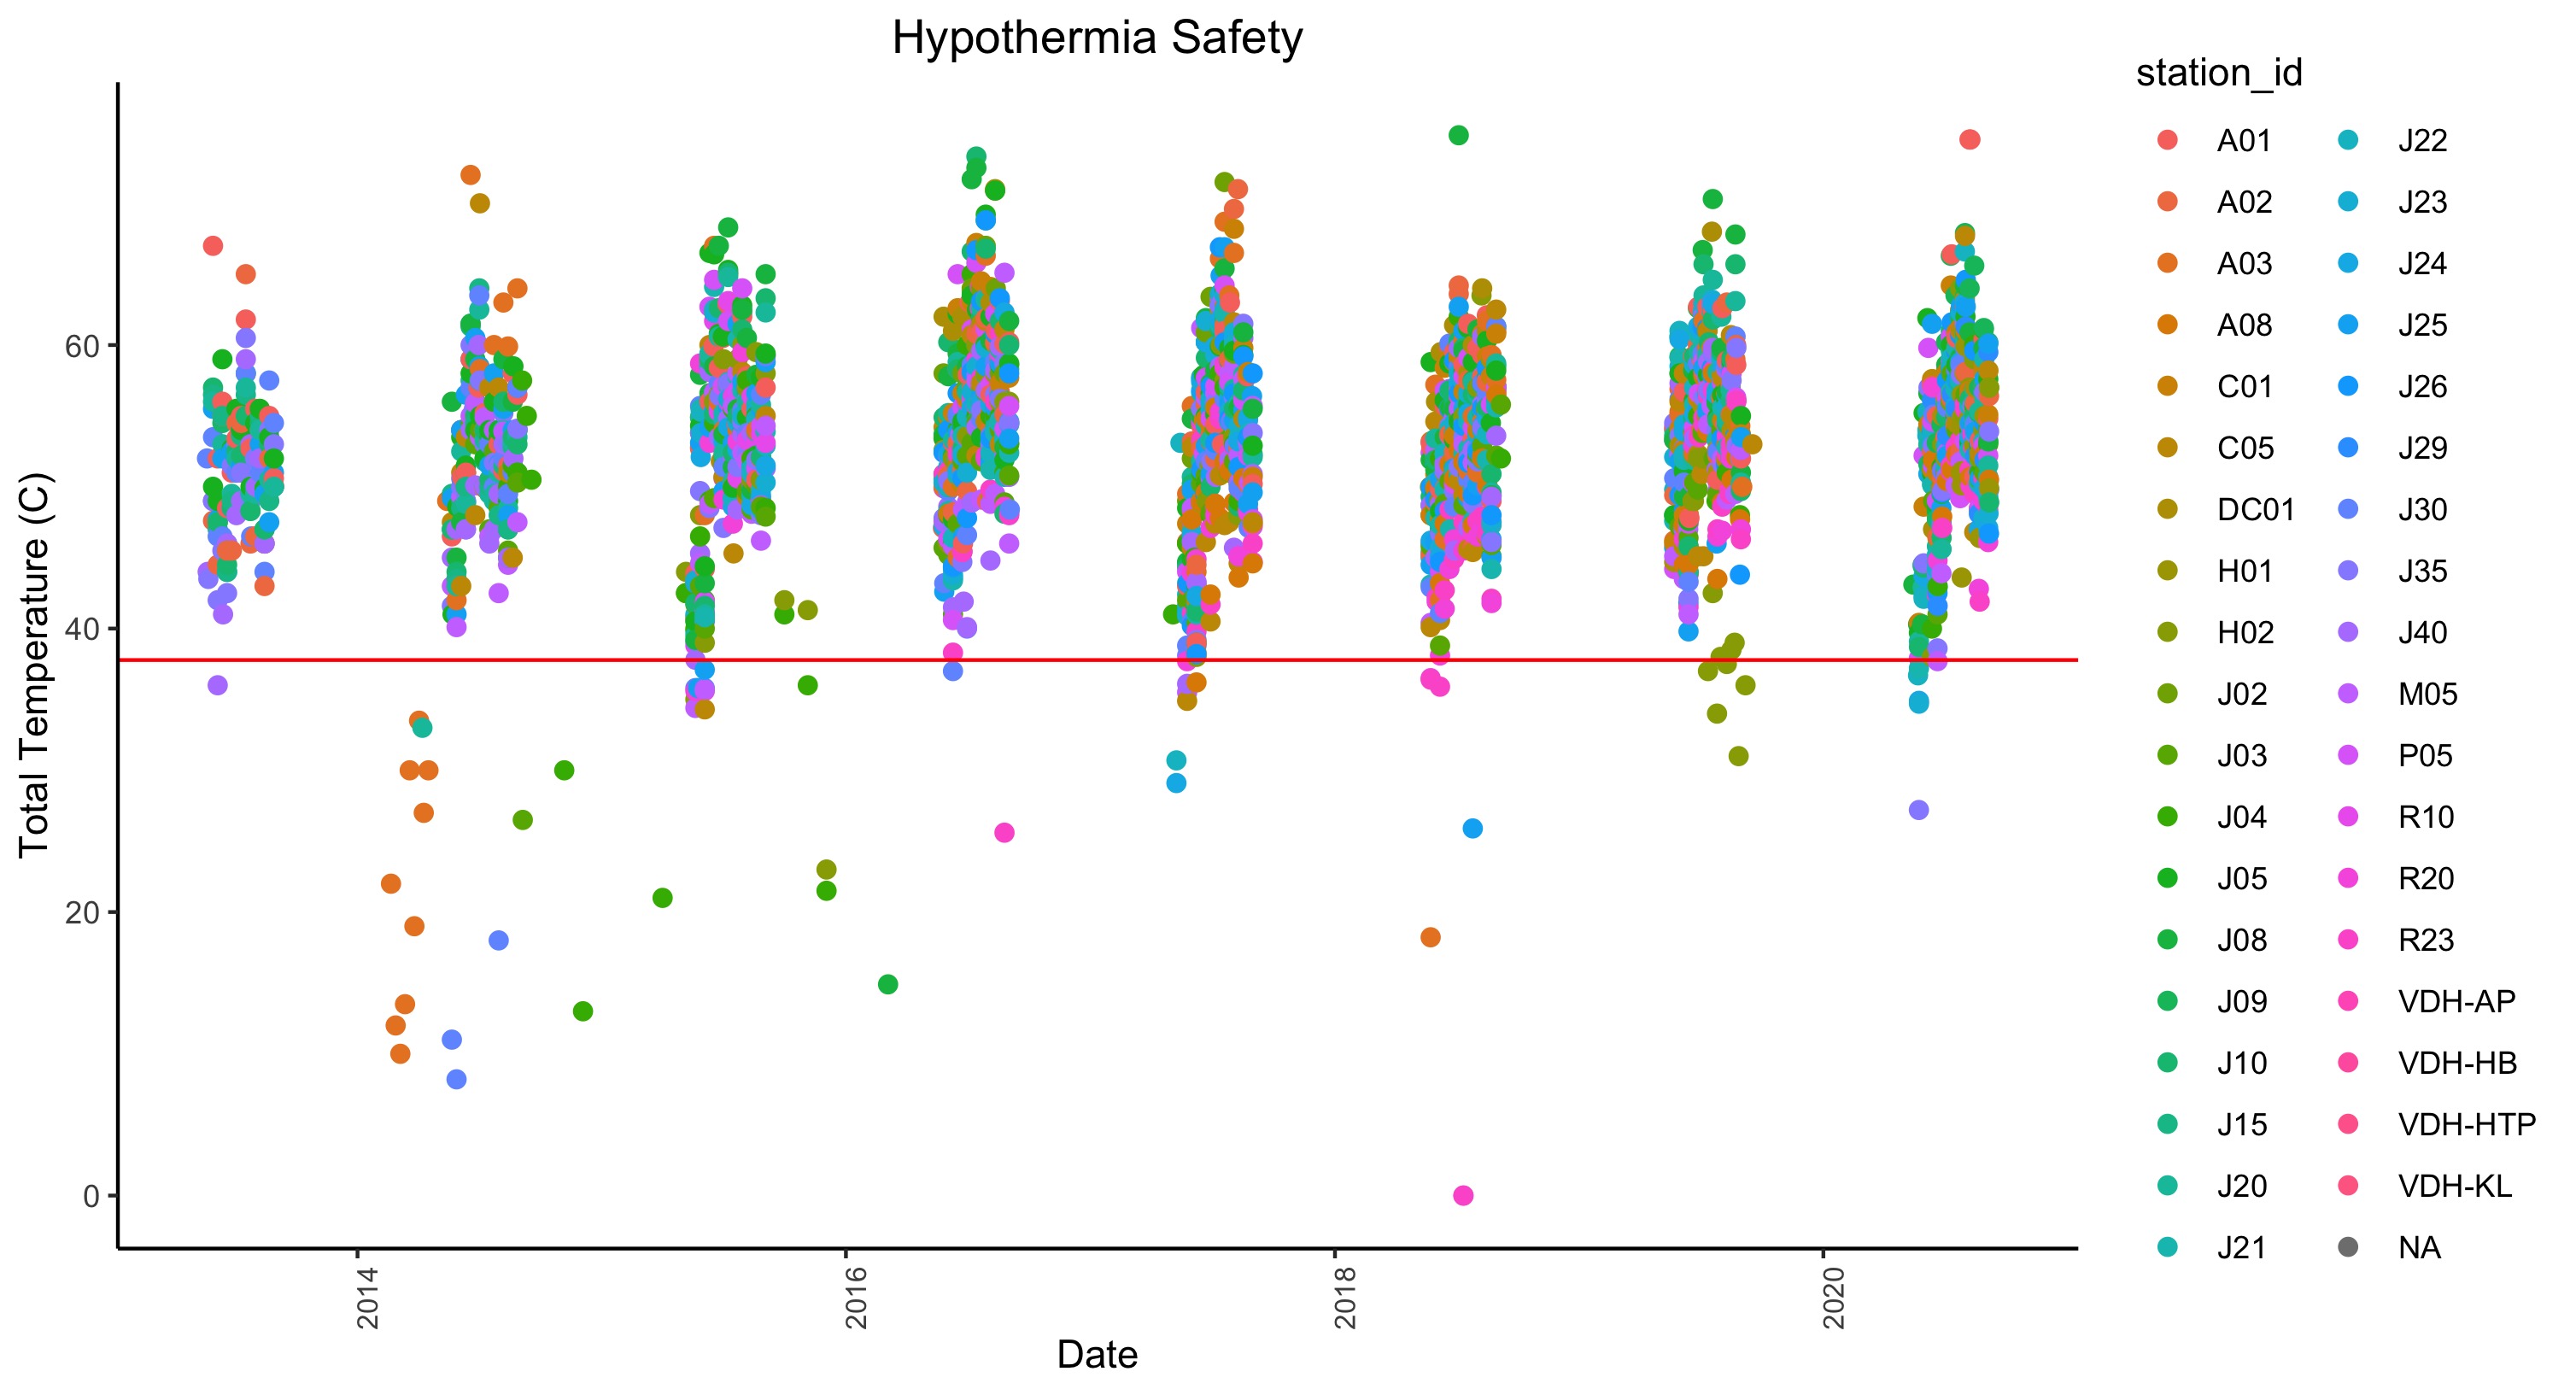 Hypothermia Safety
Total Temperature (C)
60
40
20
0
2014
2016
2018
2020
Date
station_id
A01
A02
A03
A08
C01
C05
DC01
H01
H02
J02
J03
J04
J05
J08
J09
J10
J15
J20
J21
J22
J23
J24
J25
J26
J29
J30
J35
J40
M05
P05
R10
R20
R23
VDH-AP
VDH-HB
VDH-HTP
VDH-KL
NA